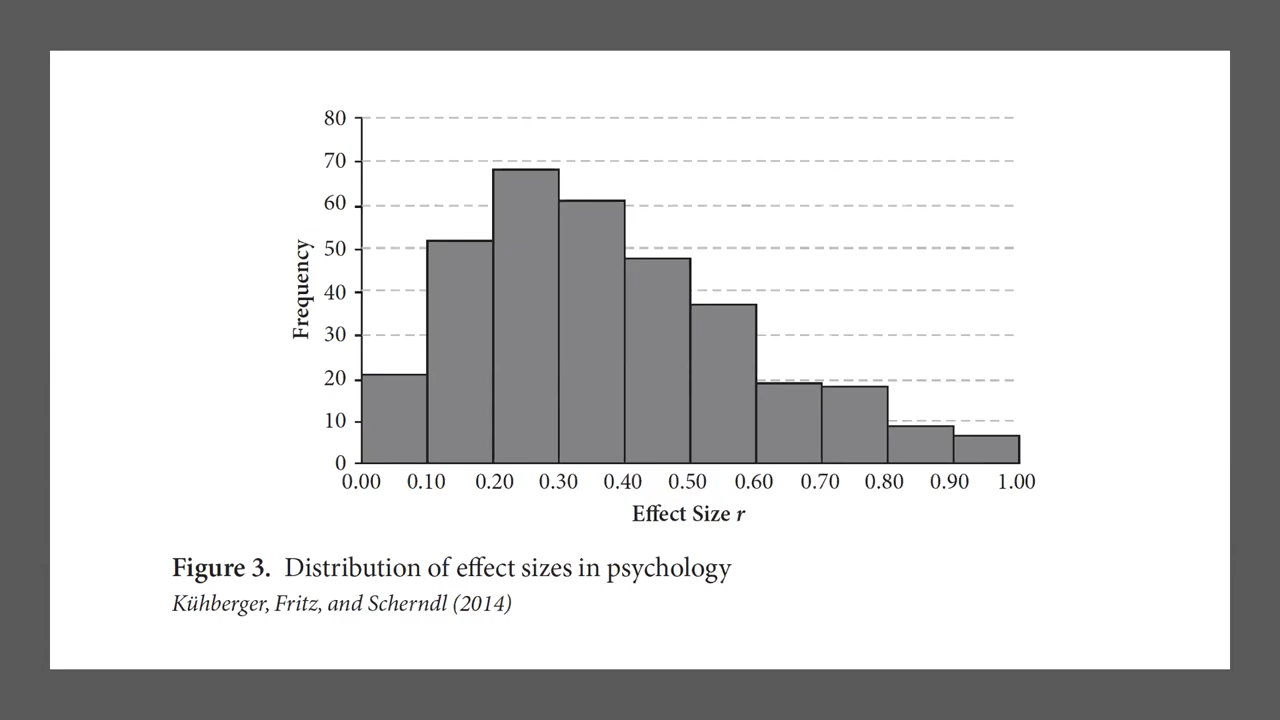 80
70
60
50
40
30
20
10
0
Frequency
0.00 0.10 0.20 0.30 0.40 0.50 0.60 0.70 0.80 0.90 1.00
Effect Size r
Figure 3. Distribution of effect sizes in psychology
Kühberger, Fritz, and Scherndl (2014)